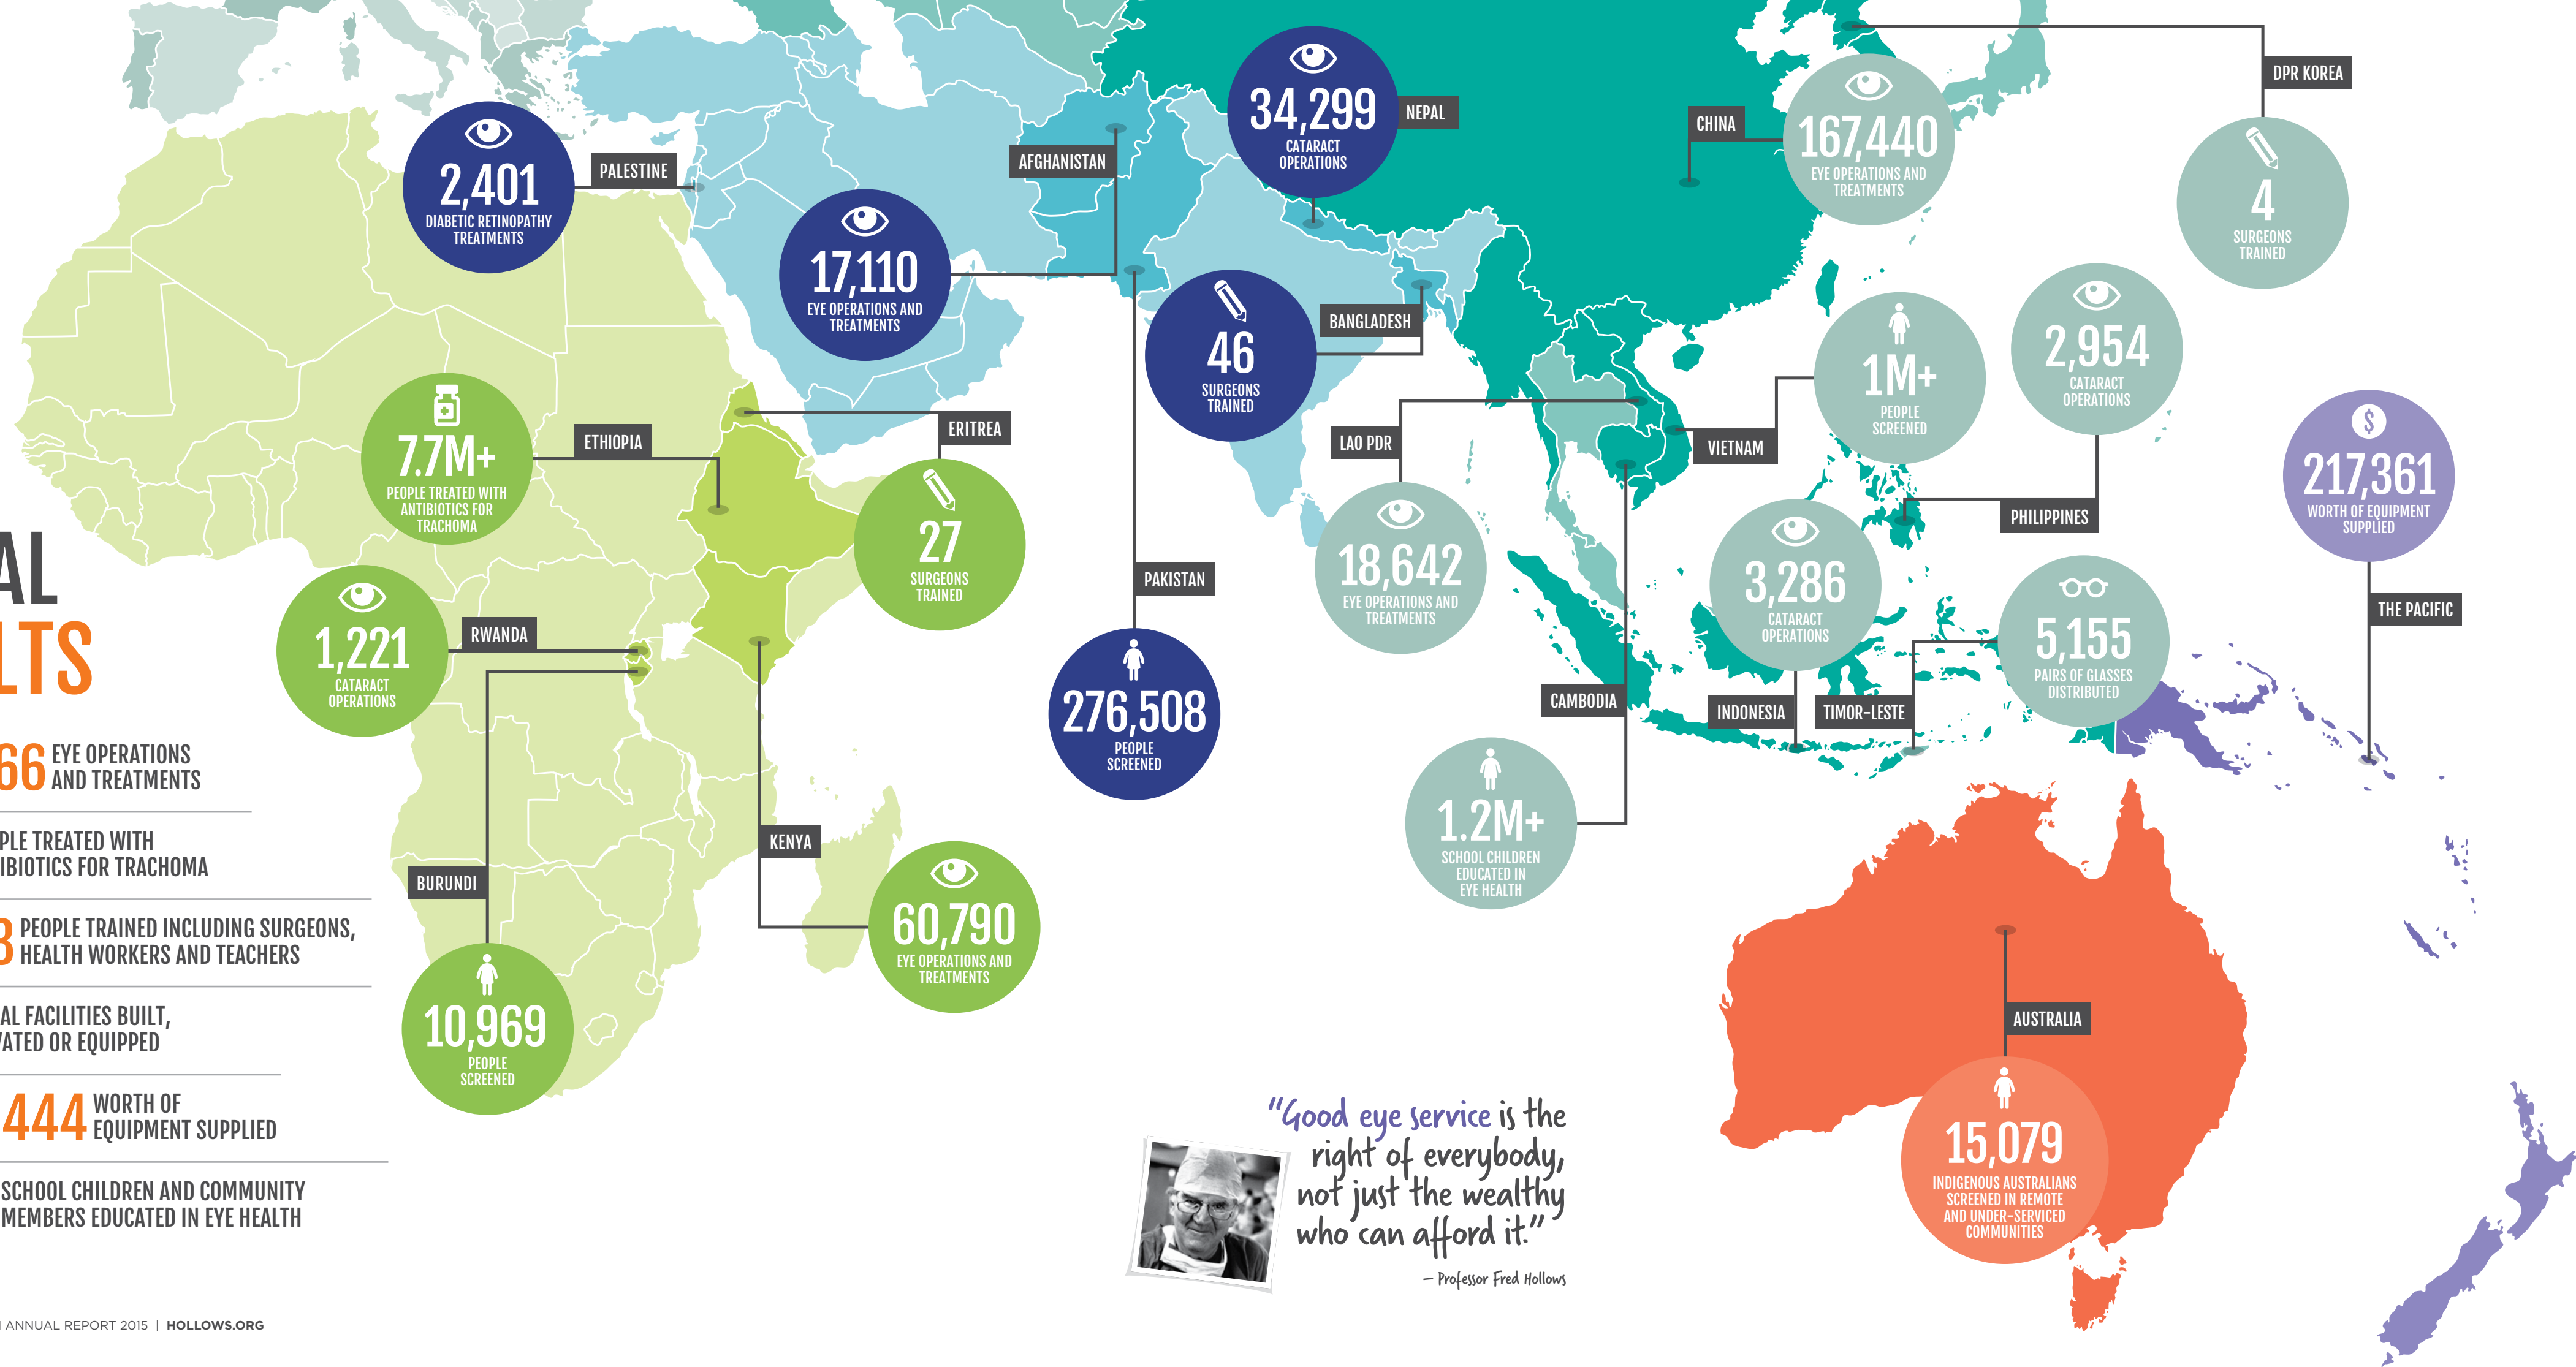 2,401
DIABETIC RETINOPATHY
TREATMENTS
PALESTINE
17,110
EYE OPERATIONS AND
TREATMENTS
AFGHANISTAN
34,299
CATARACT
OPERATIONS
NEPAL
CHINA
167,440
EYE OPERATIONS AND
TREATMENTS
DPR KOREA
4
SURGEONS
TRAINED
46
SURGEONS
TRAINED
BANGLADESH
1M+
PEOPLE
SCREENED
VIETNAM
2,954
CATARACT
OPERATIONS
PHILIPPINES
217,361
WORTH OF EQUIPMENT
SUPPLIED
THE PACIFIC
7.7M+
PEOPLE TREATED WITH
ANTIBIOTICS FOR
TRACHOMA
ETHIOPIA
ERITREA
27
SURGEONS
TRAINED
LAO PDR
18,642
EYE OPERATIONS AND
TREATMENTS
3,286
CATARACT
OPERATIONS
INDONESIA
5,155
PAIRS OF GLASSES
DISTRIBUTED
TIMOR-LESTE
1,221
CATARACT
OPERATIONS
RWANDA
PAKISTAN
276,508
PEOPLE
SCREENED
CAMBODIA
1.2M+
SCHOOL CHILDREN
EDUCATED IN
EYE HEALTH
KENYA
60,790
EYE OPERATIONS AND
TREATMENTS
BURUNDI
10,969
PEOPLE
SCREENED
AUSTRALIA
15,079
INDIGENOUS AUSTRALIANS
SCREENED IN REMOTE
AND UNDER-SERVICED
COMMUNITIES
AL
LTS
66 EYE OPERATIONS
AND TREATMENTS
PLE TREATED WITH
IBIOTICS FOR TRACHOMA
3 PEOPLE TRAINED INCLUDING SURGEONS,
HEALTH WORKERS AND TEACHERS
AL FACILITIES BUILT,
VATED OR EQUIPPED
444 WORTH OF
EQUIPMENT SUPPLIED
SCHOOL CHILDREN AND COMMUNITY
MEMBERS EDUCATED IN EYE HEALTH
"Good eye service is the
right of everybody,
not just the wealthy
who can afford it."
– Professor Fred Hollows
ANNUAL REPORT 2015 | HOLLOWS.ORG